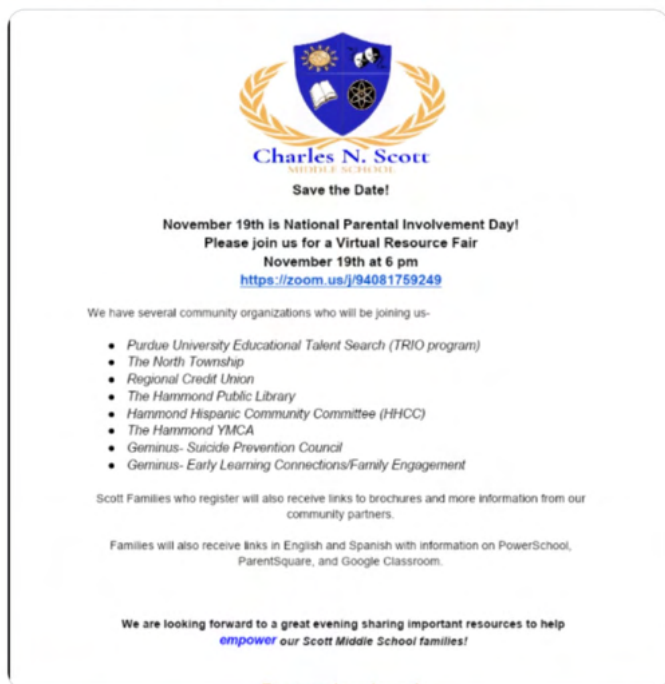 Charles N. Scott
MIDDLE SCHOOL
Save the Date!
November 19th is National Parental Involvement Day!
Please join us for a Virtual Resource Fair
November 19th at 6 pm
https://zoom.us/j/94081759249
We have several community organizations who will be joining us-
• Purdue University Educational Talent Search (TRIO program)
• The North Township
• Regional Credit Union
• The Hammond Public Library
• Hammond Hispanic Community Committee (HHCC)
• The Hammond YMCA
• Geminus- Suicide Prevention Council
• Geminus- Early Learning Connections/Family Engagement
Scott Families who register will also receive links to brochures and more information from our
community partners.
Families will also receive links in English and Spanish with information on PowerSchool,
ParentSquare, and Google Classroom.
We are looking forward to a great evening sharing important resources to help
empower our Scott Middle School families!